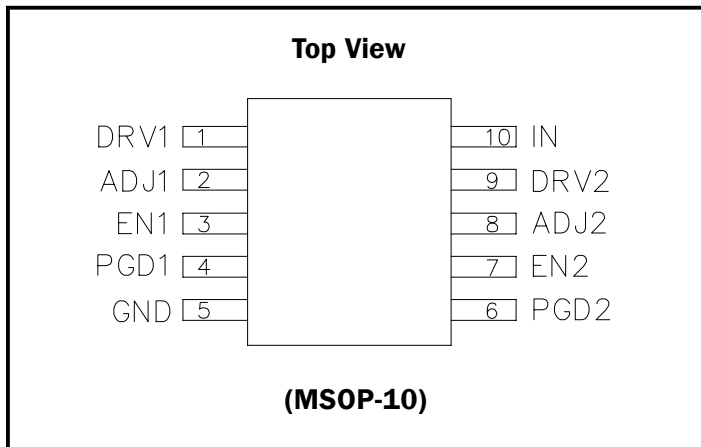 Top View
DRV1 1 10 IN
ADJ1 2 9 DRV2
EN1 3 8 ADJ2
PGD1 4 7 EN2
GND 5 6 PGD2
(MSOP-10)